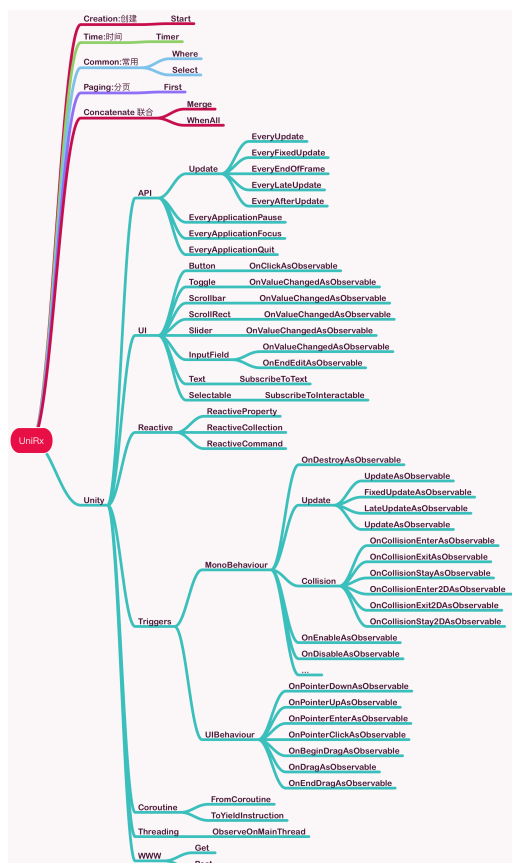 Creation:创建 Start
Time:时间 Timer
Common:常用
Where
Select
Paging:分页 First
Concatenate 联合
Merge
WhenAll
UniRx
Unity
API
Update
EveryUpdate
EveryFixedUpdate
EveryEndOfFrame
EveryLateUpdate
EveryAfterUpdate
EveryApplicationPause
EveryApplicationFocus
EveryApplicationQuit
UI
Button OnClickAsObservable
Toggle OnValueChangedAsObservable
Scrollbar OnValueChangedAsObservable
ScrollRect OnValueChangedAsObservable
Slider OnValueChangedAsObservable
InputField
OnValueChangedAsObservable
OnEndEditAsObservable
Text SubscribeToText
Selectable SubscribeToInteractable
Reactive
ReactiveProperty
ReactiveCollection
ReactiveCommand
Triggers
MonoBehaviour
OnDestroyAsObservable
Update
UpdateAsObservable
FixedUpdateAsObservable
LateUpdateAsObservable
UpdateAsObservable
Collision
OnCollisionEnterAsObservable
OnCollisionExitAsObservable
OnCollisionStayAsObservable
OnCollisionEnter2DAsObservable
OnCollisionExit2DAsObservable
OnCollisionStay2DAsObservable
OnEnableAsObservable
OnDisableAsObservable
...
UIBehaviour
OnPointerDownAsObservable
OnPointerUpAsObservable
OnPointerEnterAsObservable
OnPointerClickAsObservable
OnBeginDragAsObservable
OnDragAsObservable
OnEndDragAsObservable
Coroutine
FromCoroutine
ToYieldInstruction
Threading ObserveOnMainThread
WWW
Get